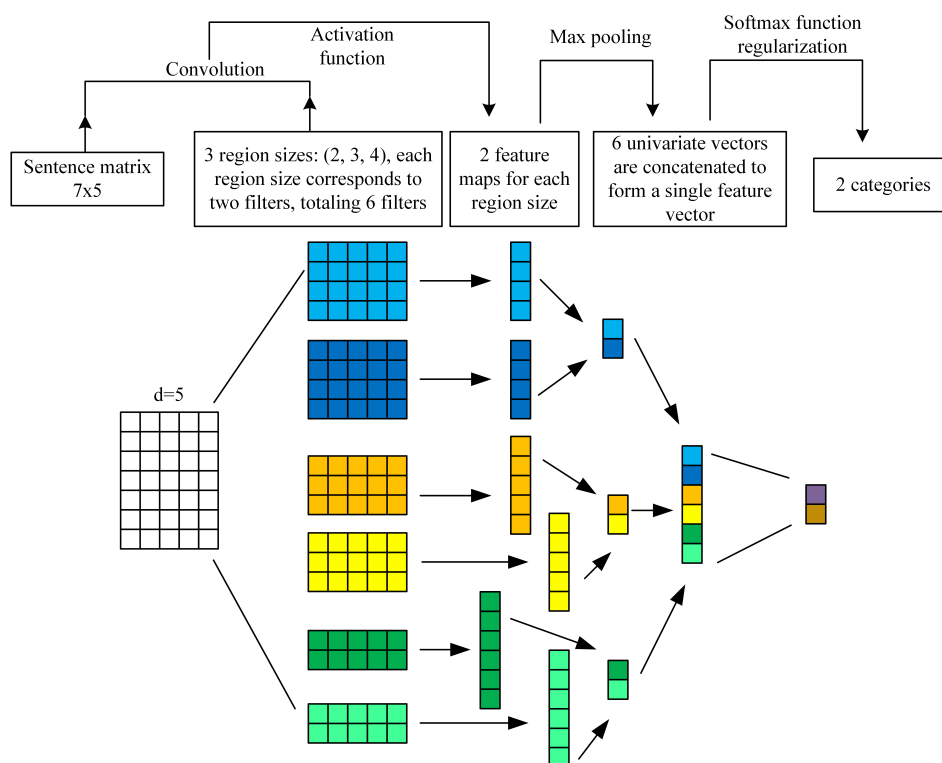 Activation
function
Convolution
Max pooling
Softmax function
regularization
Sentence matrix
7x5
3 region sizes: (2, 3, 4), each
region size corresponds to
two filters, totaling 6 filters
2 feature
maps for each
region size
6 univariate vectors
are concatenated to
form a single feature
vector
2 categories
d=5